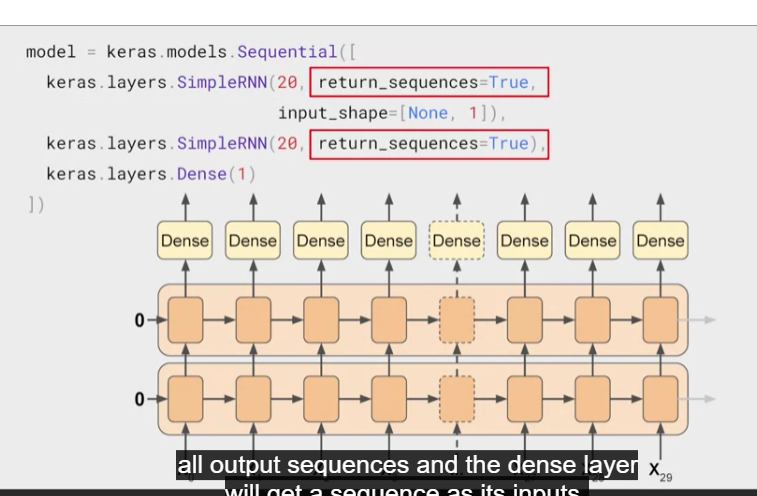 model = keras.models.Sequential([
keras.layers.SimpleRNN(20, return_sequences=True,
input_shape=[None, 1]),
keras.layers.SimpleRNN(20, return_sequences=True),
keras.layers.Dense(1)
])
Dense Dense Dense Dense Dense Dense Dense Dense
0
0
all output sequences and the dense layer X29
will get a sequence as its inputs